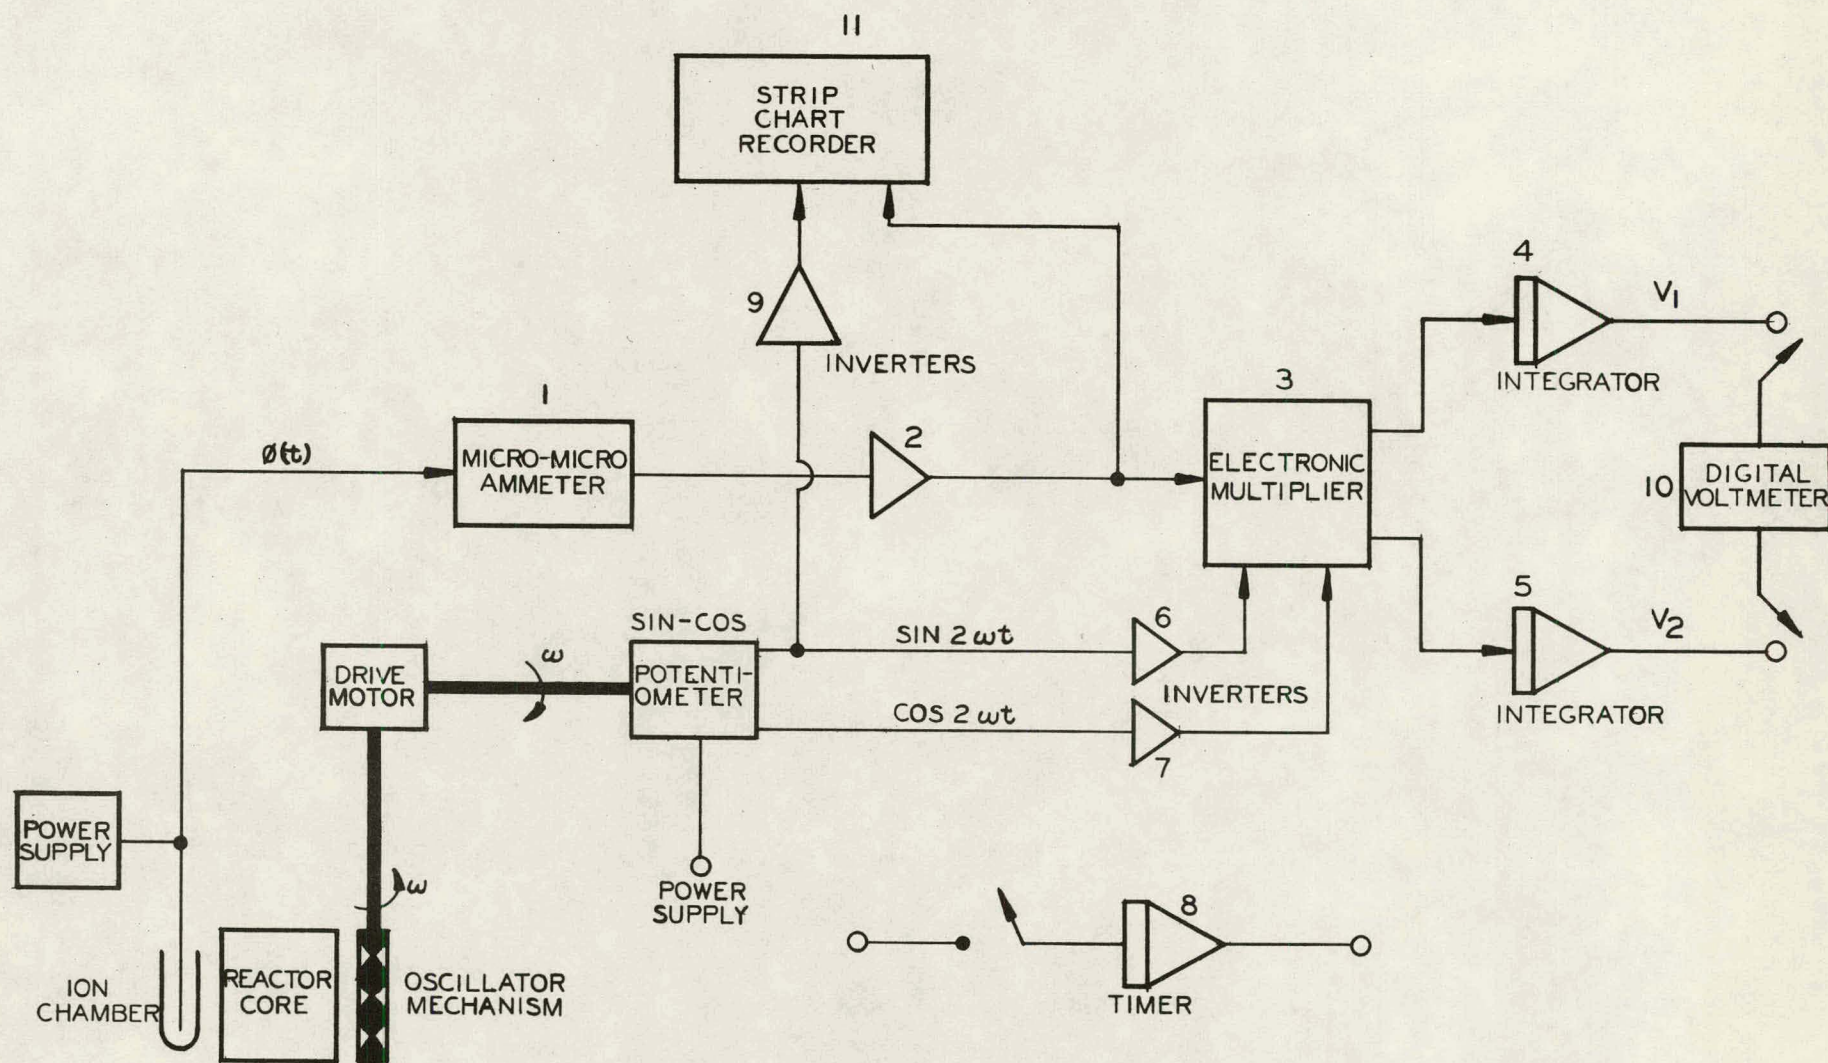 11
STRIP
CHART
RECORDER
9
INVERTERS
4
V1
INTEGRATOR
1
ø(t)
MICRO-MICRO
AMMETER
2
3
ELECTRONIC
MULTIPLIER
10
DIGITAL
VOLTMETER
SIN-COS
POTENTI-
OMETER
DRIVE
MOTOR
ω
SIN 2 ωt
COS 2 ωt
6
INVERTERS
7
5
V2
INTEGRATOR
POWER
SUPPLY
ω
POWER
SUPPLY
8
TIMER
ION
CHAMBER
REACTOR
CORE
OSCILLATOR
MECHANISM